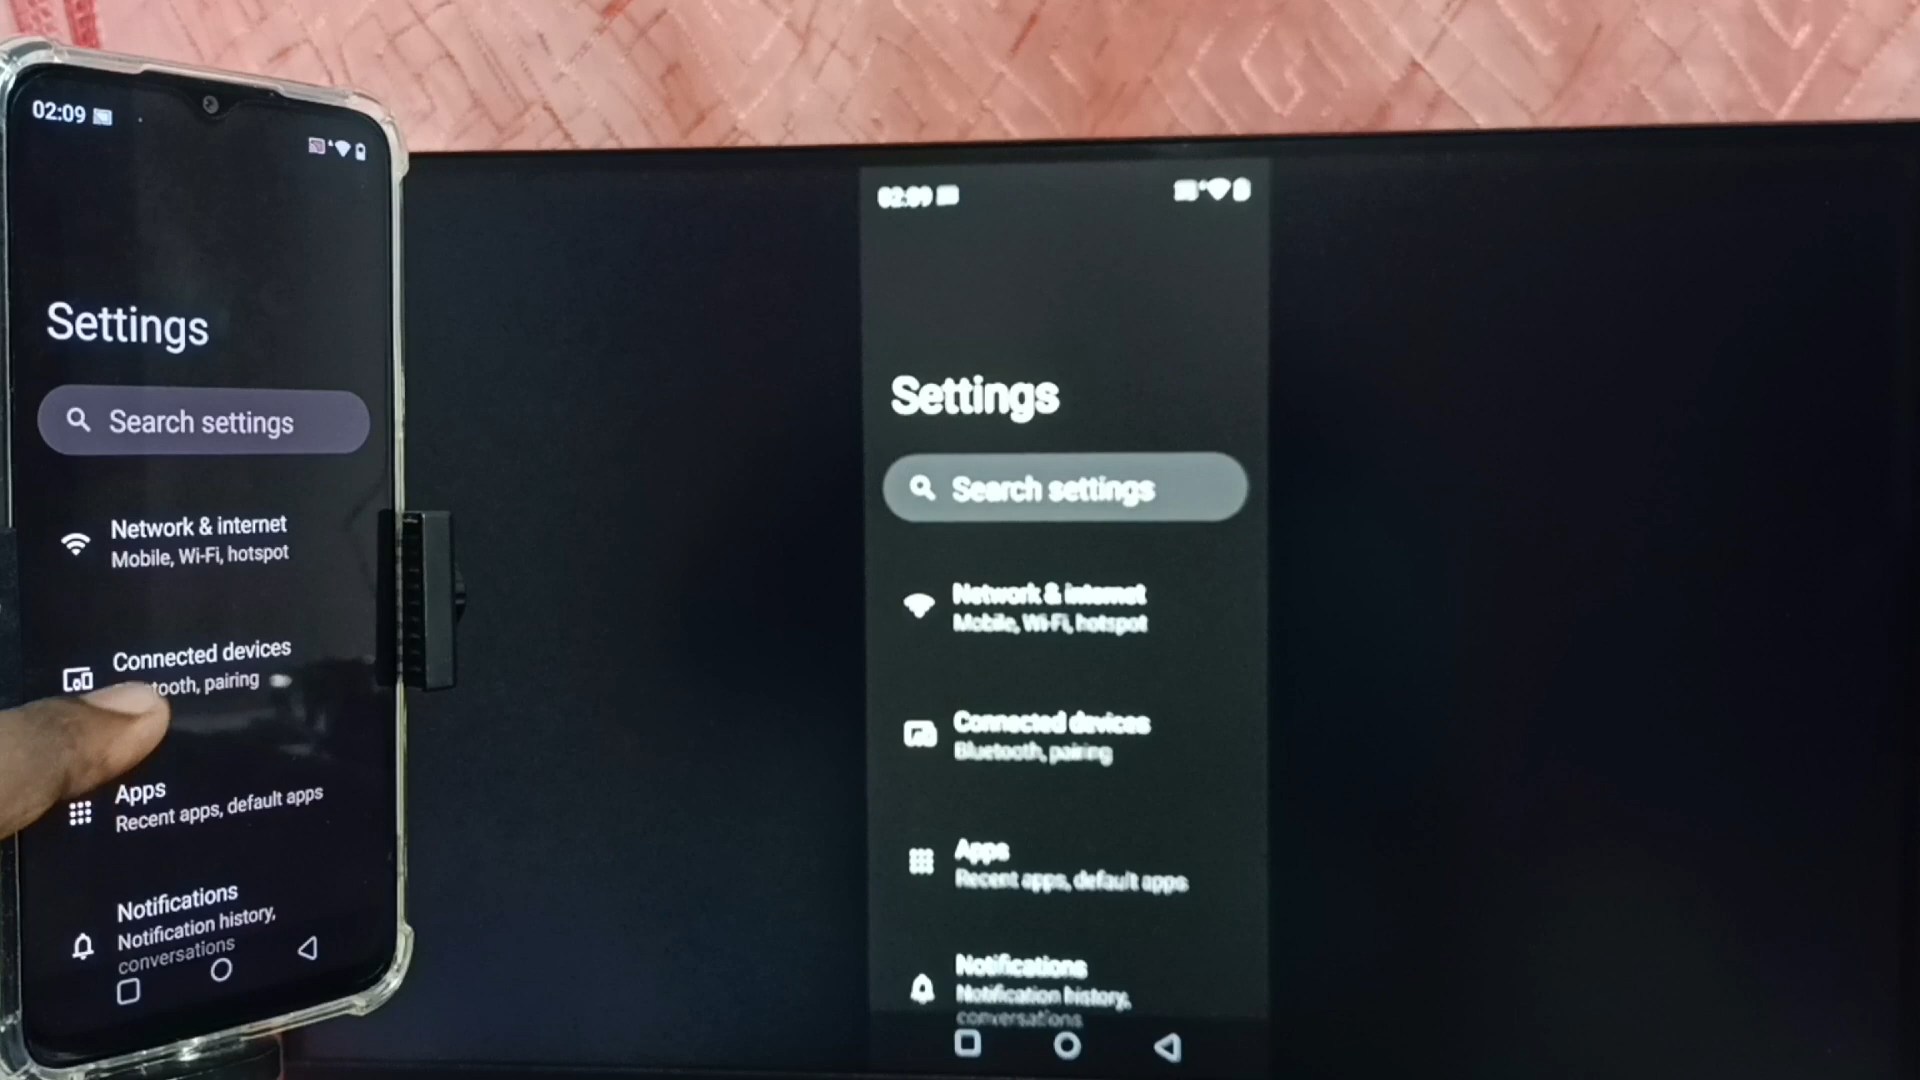 02:09
Settings
Search settings
Network & internet
Mobile, Wi-Fi, hotspot
Connected devices
tooth, pairing
Apps
Recent apps, default apps
Notifications
Notification history,
conversations
02:09
Settings
Search settings
Network & internet
Mobile, Wi-Fi, hotspot
Connected devices
Bluetooth, pairing
Apps
Recent apps, default apps
Notifications
Notification history,
conversations